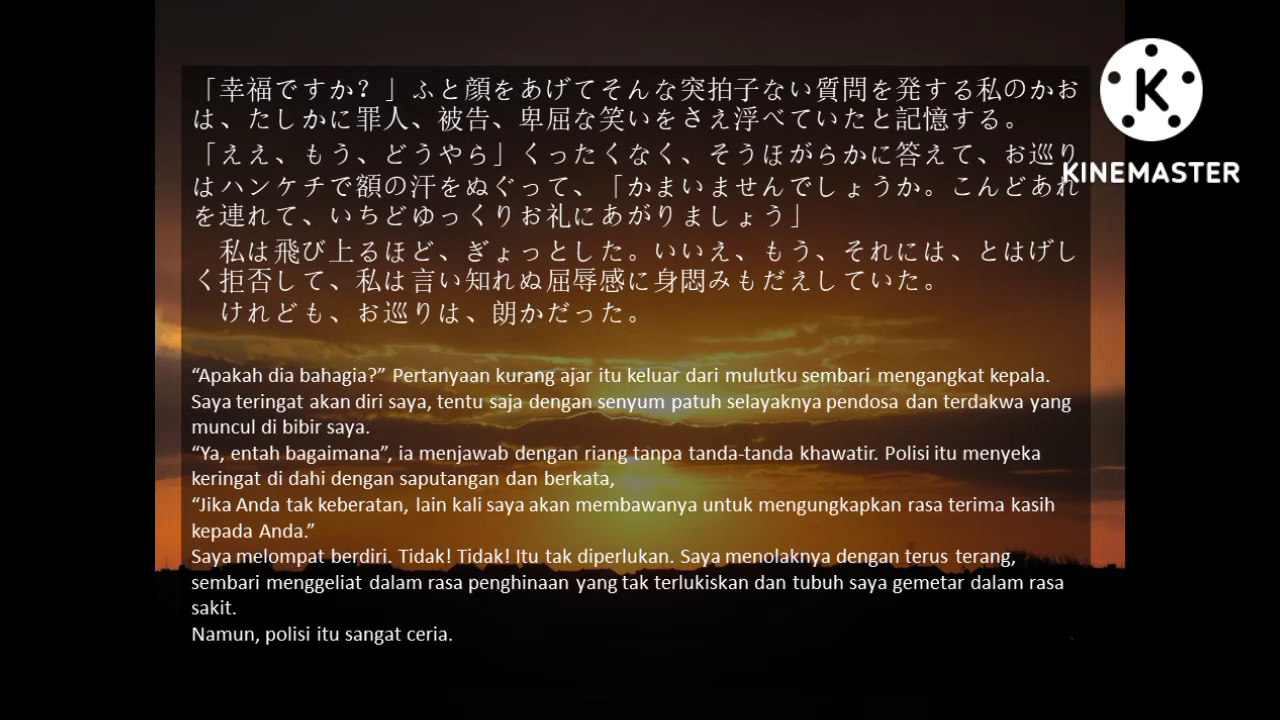 「幸福ですか？」ふと顔をあげてそんな突拍子ない質問を発する私のかお
は、たしかに罪人、被告、卑屈な笑いをさえ浮べていたと記憶する。
「ええ、もう、どうやら」くったくなく、そうほがらかに答えて、お巡り
はハンケチで額の汗をぬぐって、「かまいませんでしょうか。こんどあれ
を連れて、いちどゆっくりお礼にあがりましょう」
私は飛び上るほど、ぎょっとした。いいえ、もう、それには、とはげし
く拒否して、私は言い知れぬ屈辱感に身悶みもだえしていた。
けれども、お巡りは、朗かだった。
“Apakah dia bahagia?” Pertanyaan kurang ajar itu keluar dari mulutku sembari mengangkat kepala.
Saya teringat akan diri saya, tentu saja dengan senyum patuh selayaknya pendosa dan terdakwa yang
muncul di bibir saya.
“Ya, entah bagaimana”, ia menjawab dengan riang tanpa tanda-tanda khawatir. Polisi itu menyeka
keringat di dahi dengan saputangan dan berkata,
“Jika Anda tak keberatan, lain kali saya akan membawanya untuk mengungkapkan rasa terima kasih
kepada Anda.”
Saya melompat berdiri. Tidak! Tidak! Itu tak diperlukan. Saya menolaknya dengan terus terang,
sembari menggeliat dalam rasa penghinaan yang tak terlukiskan dan tubuh saya gemetar dalam rasa
sakit.
Namun, polisi itu sangat ceria.
K
KINEMASTER